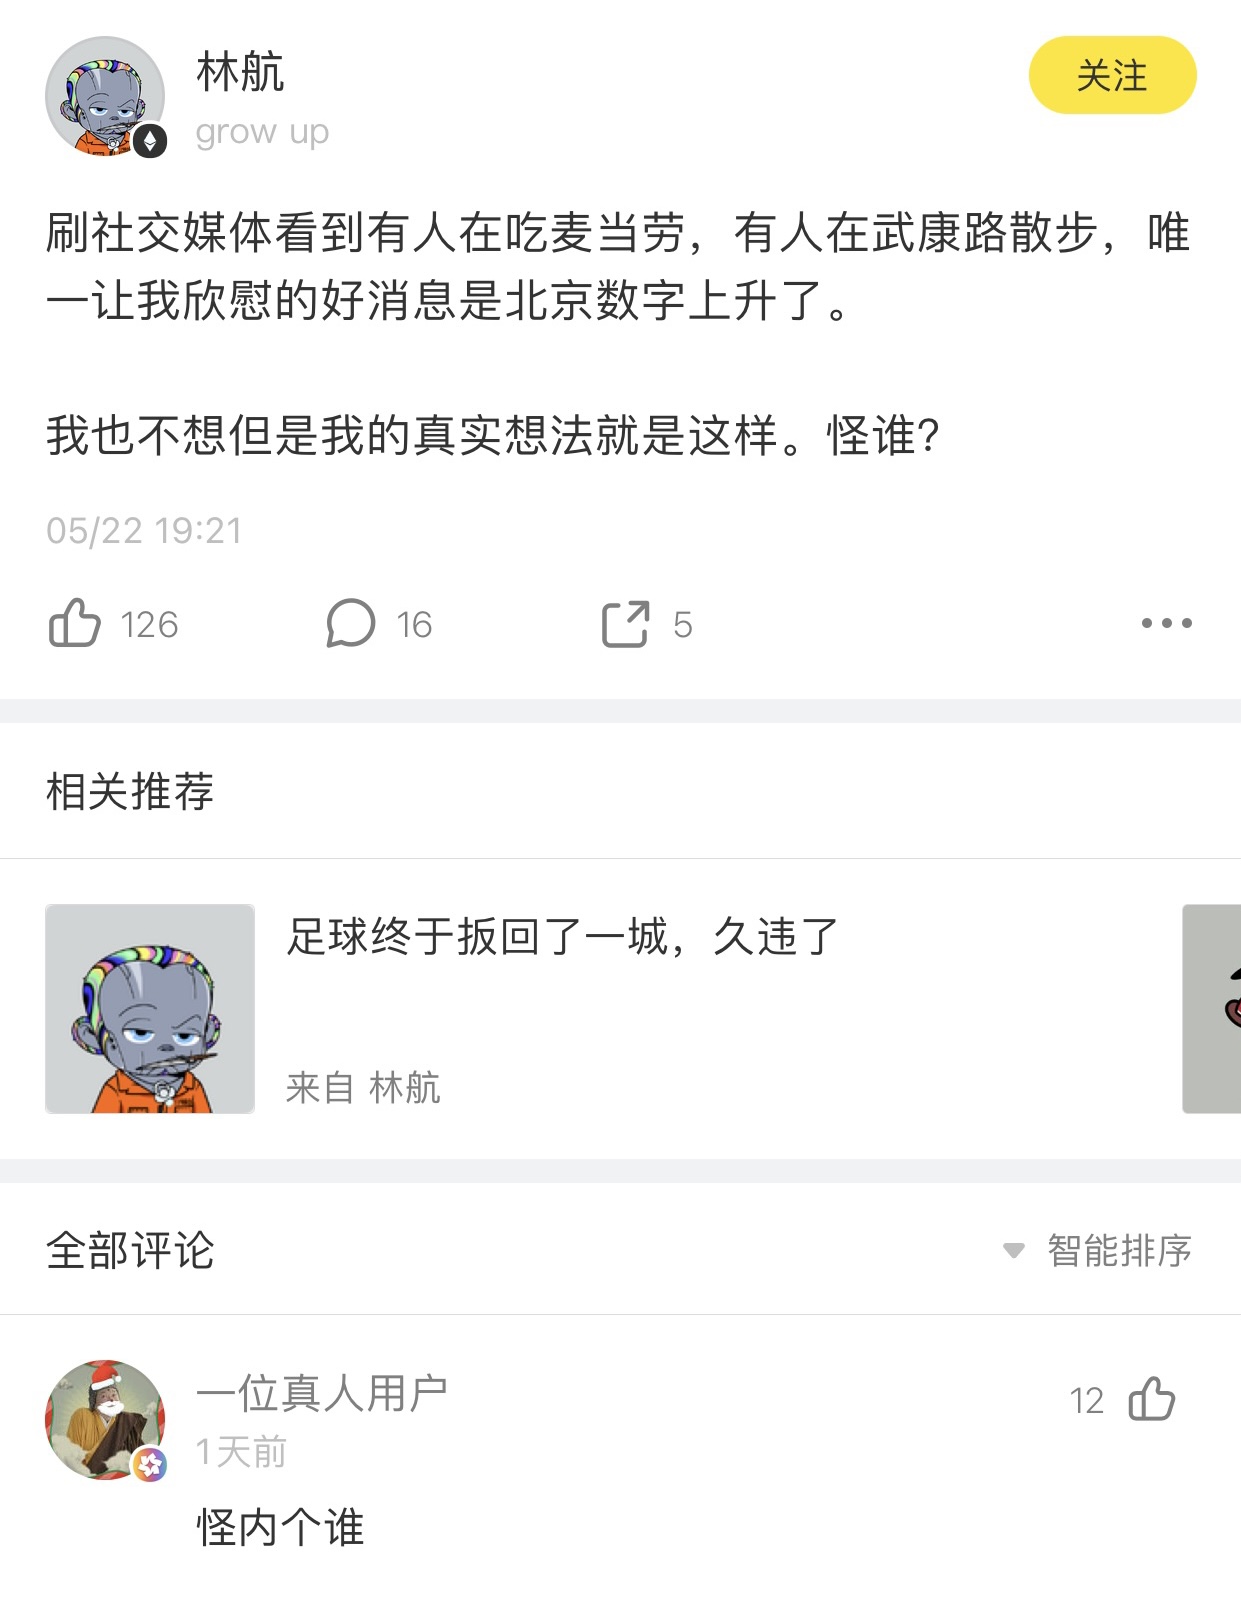 林航
关注
grow up
刷社交媒体看到有人在吃麦当劳，有人在武康路散步，唯
一让我欣慰的好消息是北京数字上升了。
我也不想但是我的真实想法就是这样。怪谁？
05/22 19:21
126
16
5
相关推荐
足球终于扳回了一城，久违了
来自 林航
全部评论
智能排序
一位真人用户
12
1天前
怪内个谁